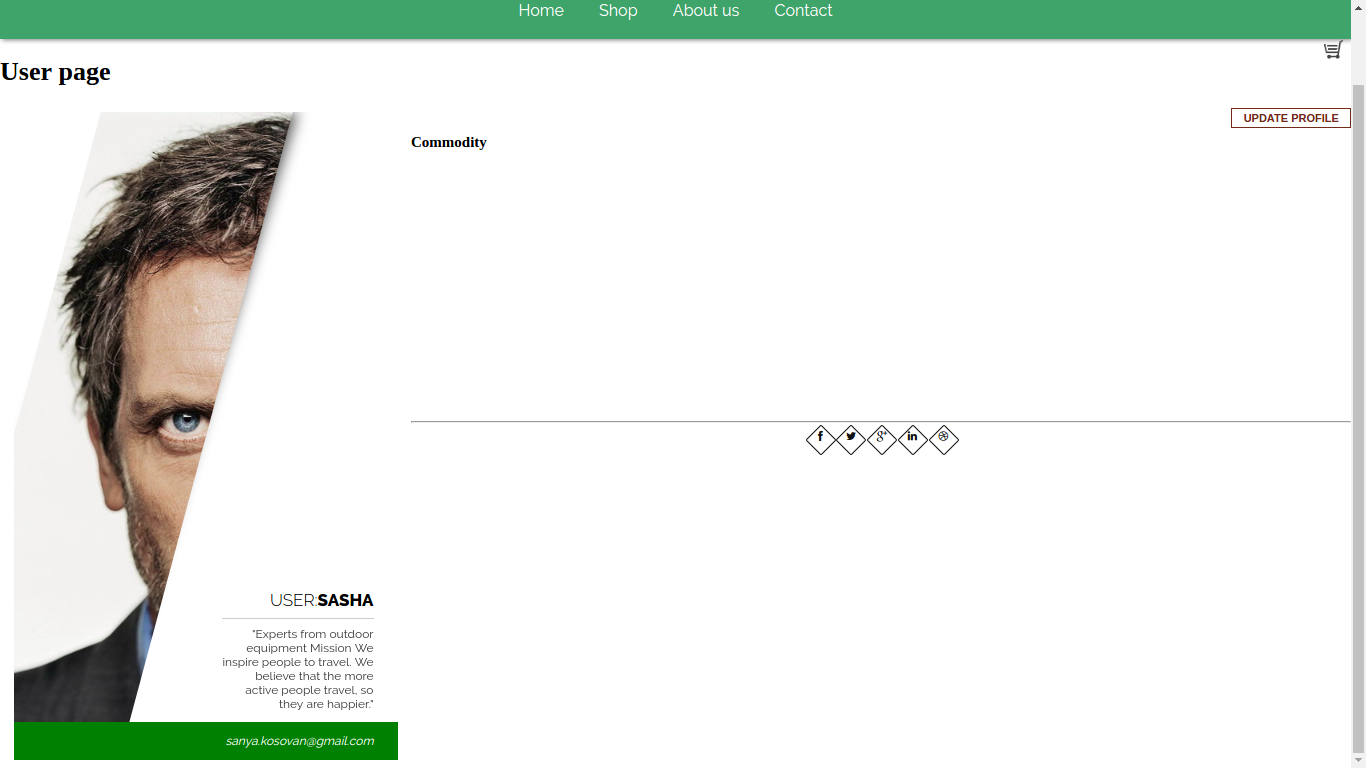 Home Shop About us Contact
User page
UPDATE PROFILE
Commodity
USER:SASHA
"Experts from outdoor
equipment Mission We
inspire people to travel. We
believe that the more
active people travel, so
they are happier."
sanya.kosovan@gmail.com